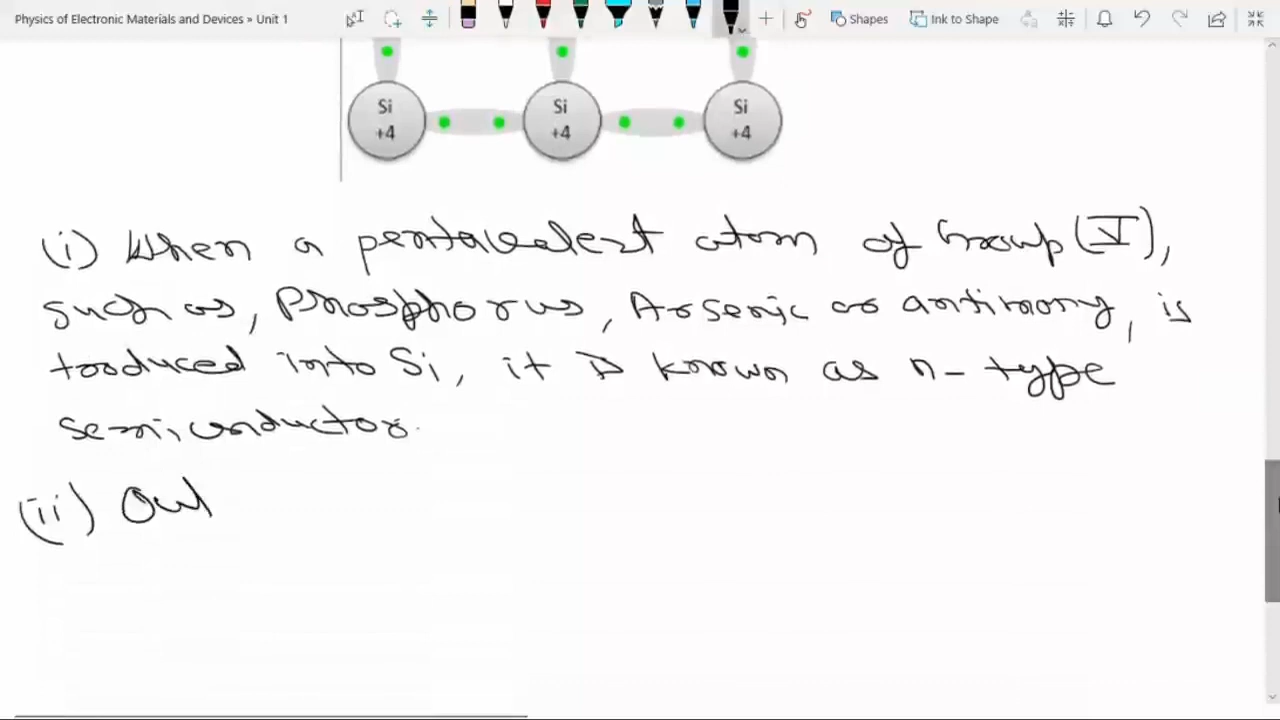 Physics of Electronic Materials and Devices » Unit 1
Shapes
Ink to Shape
Si Si Si
+4 +4 +4
(i) When a pentavalent atom of Group (V),
such as, Phosphorus, Arsenic or antimony, is
troduced into Si, it is known as n-type
semiconductor.
(ii) Out